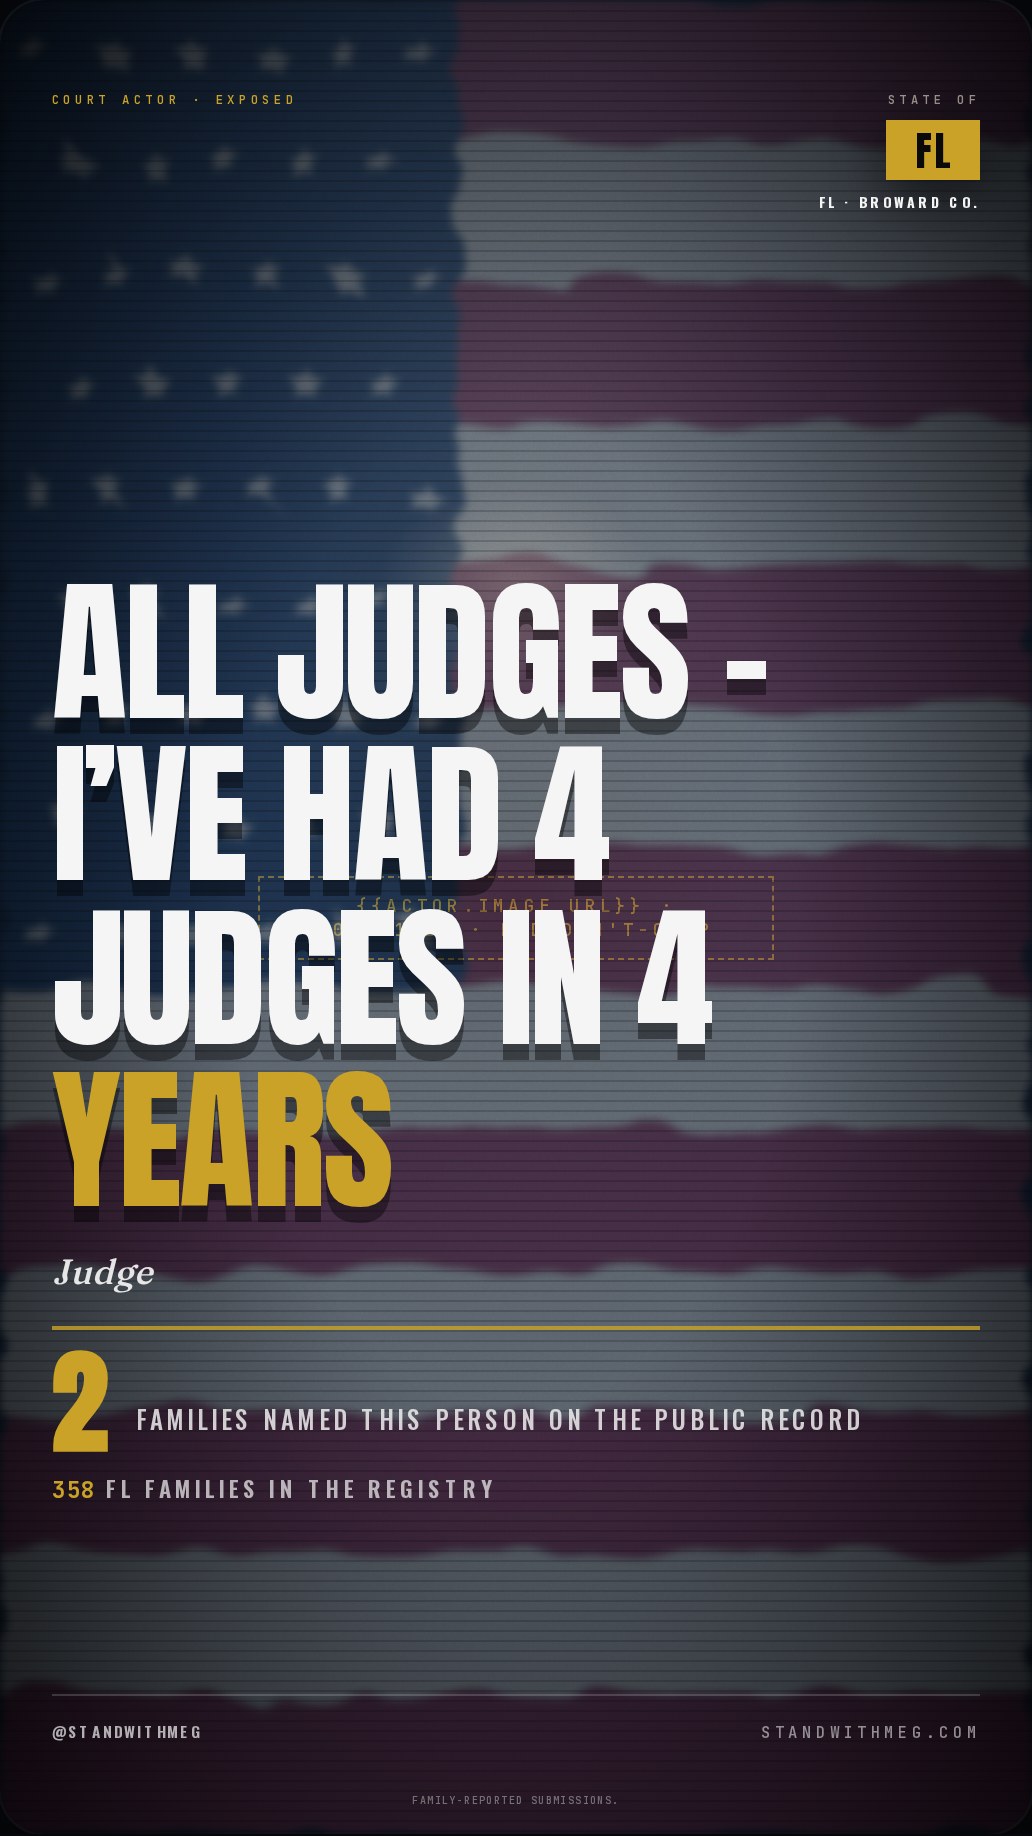 COURT ACTOR · EXPOSED
STATE OF
FL
FL · BROWARD CO.
ALL JUDGES -
I’VE HAD 4
{{ACTOR.IMAGE_URL}} ·
JUDGES IN 4
YEARS
Judge
2 FAMILIES NAMED THIS PERSON ON THE PUBLIC RECORD
358 FL FAMILIES IN THE REGISTRY
@STANDWITHMEG
STANDWITHMEG.COM
FAMILY-REPORTED SUBMISSIONS.